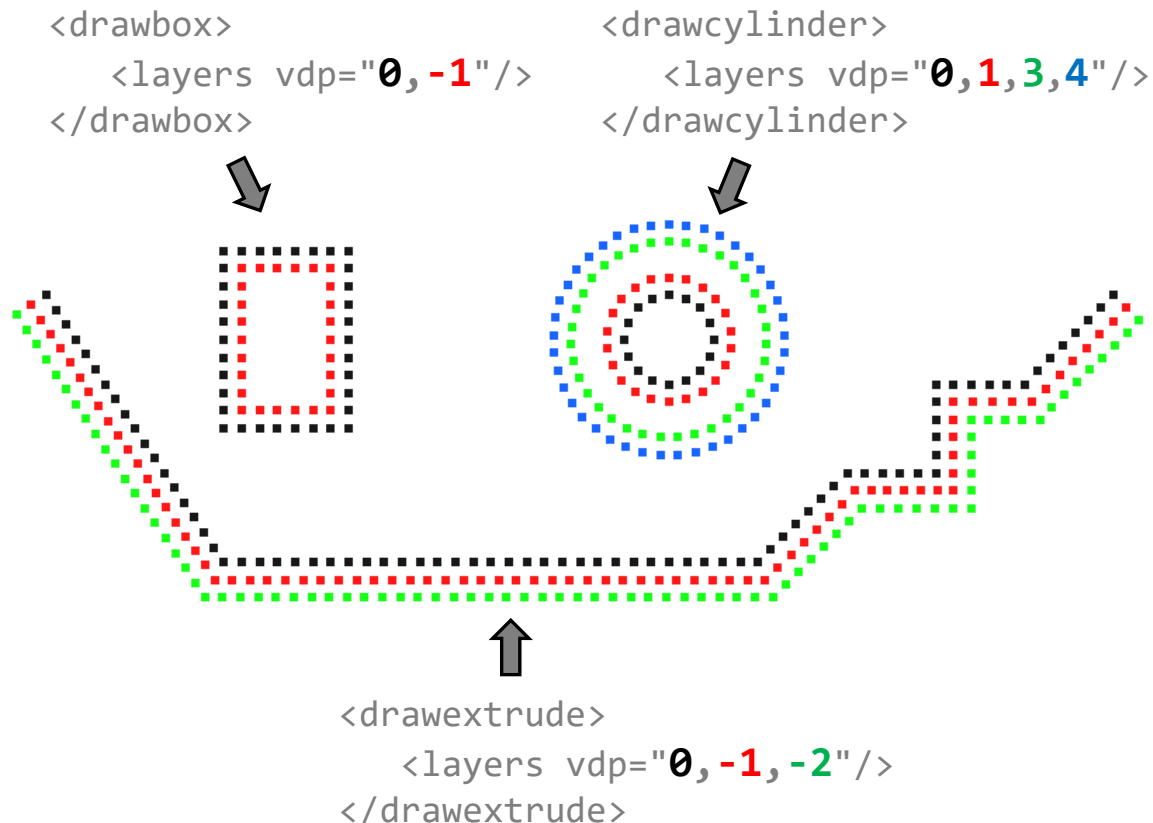 <drawbox>
<layers vdp="0,-1"/>
</drawbox>
<drawcylinder>
<layers vdp="0,1,3,4"/>
</drawcylinder>
<drawextrude>
<layers vdp="0,-1,-2"/>
</drawextrude>